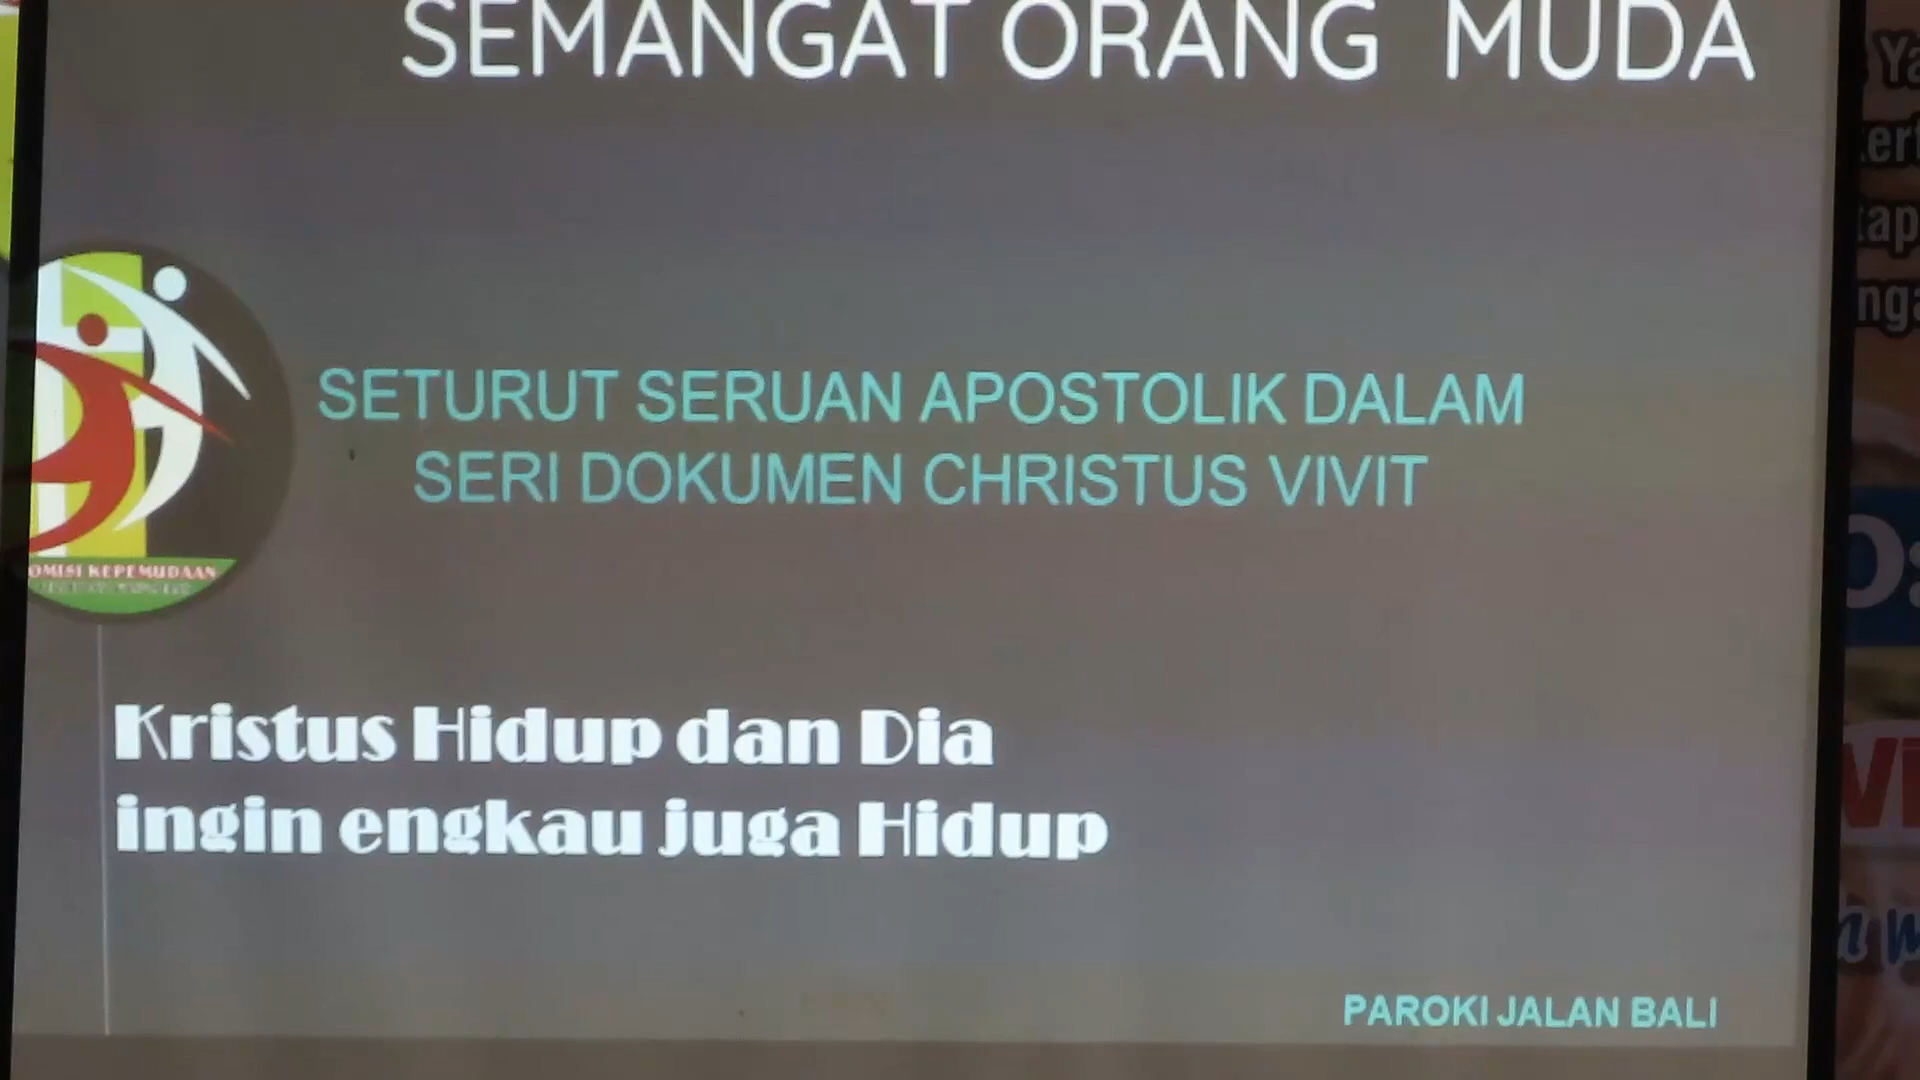 SEMANGAT ORANG MUDA
SETURUT SERUAN APOSTOLIK DALAM
SERI DOKUMEN CHRISTUS VIVIT
OMISI KEPEMUDAAN
Kristus Hidup dan Dia
ingin engkau juga Hidup
PAROKI JALAN BALI